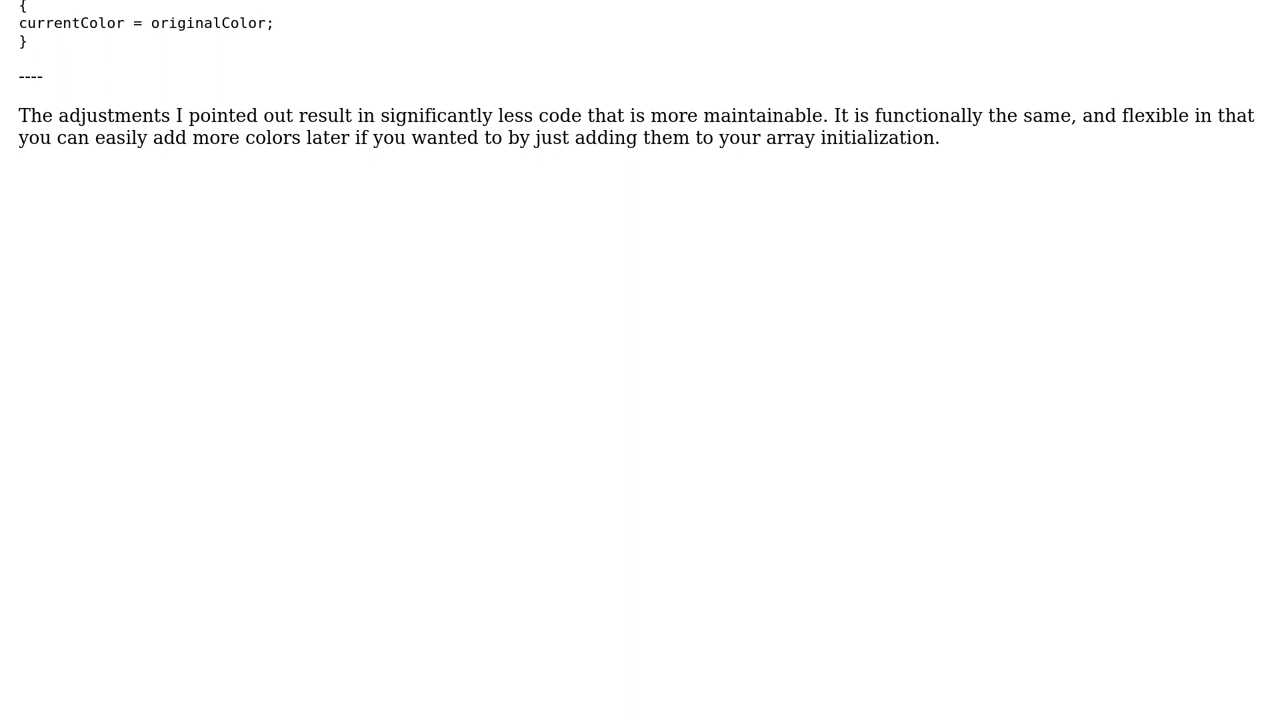 {
currentColor = originalColor;
}
----
The adjustments I pointed out result in significantly less code that is more maintainable. It is functionally the same, and flexible in that
you can easily add more colors later if you wanted to by just adding them to your array initialization.